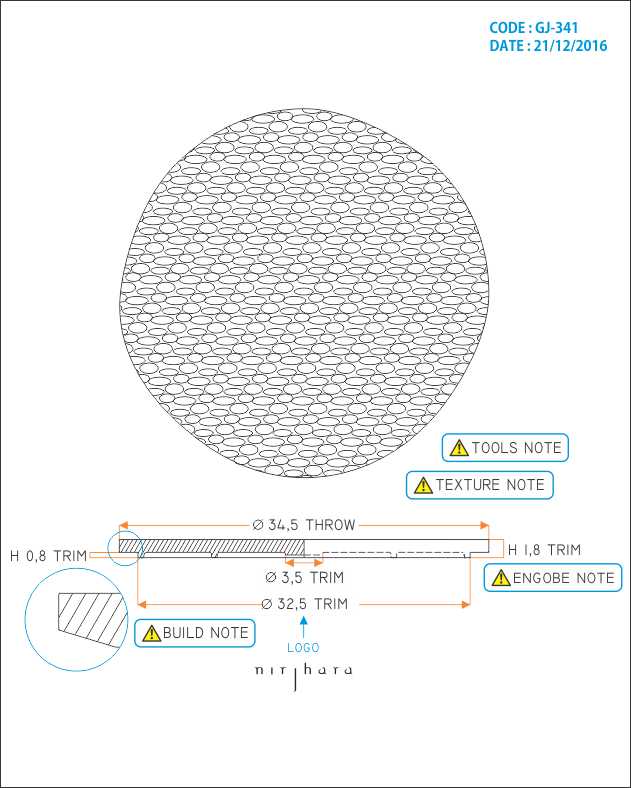 CODE : GJ-341
DATE : 21/12/2016
TOOLS NOTE
TEXTURE NOTE
Ø 34,5 THROW
H 0,8 TRIM
H 1,8 TRIM
Ø 3,5 TRIM
ENGOBE NOTE
Ø 32,5 TRIM
BUILD NOTE
LOGO
nirjhara